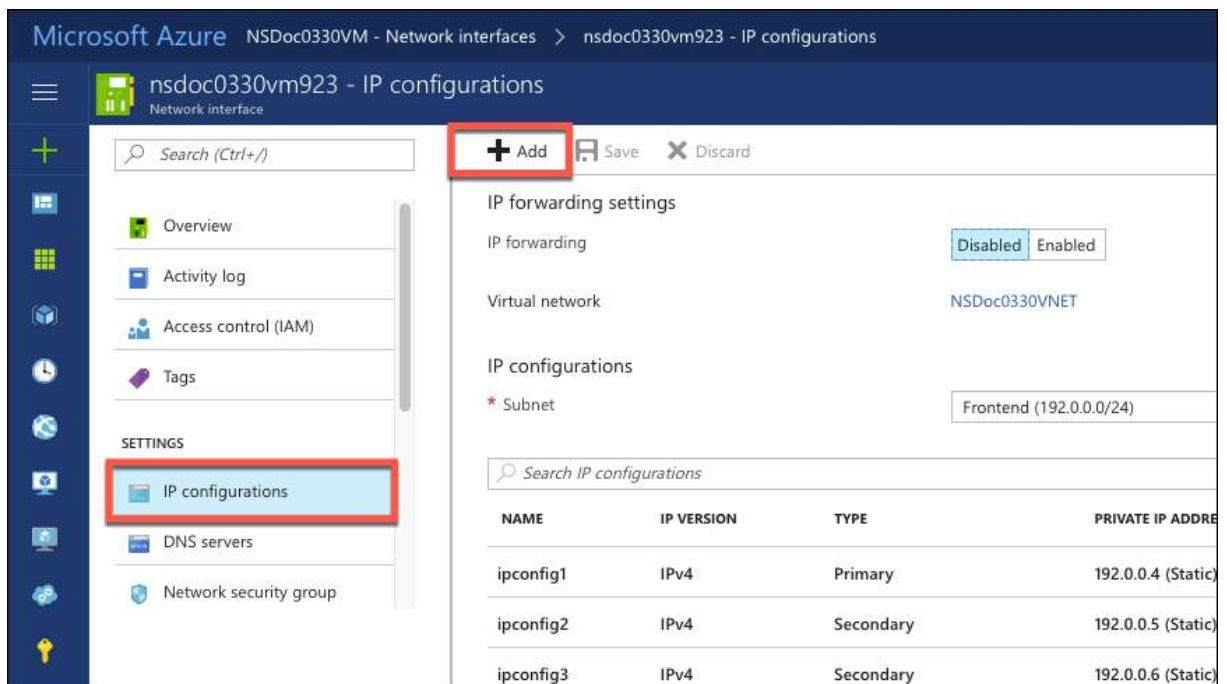 Microsoft Azure NSDoc0330VM - Network interfaces > nsdoc0330vm923 - IP configurations
nsdoc0330vm923 - IP configurations
Network interface
Search (Ctrl+/)
Overview
Activity log
Access control (IAM)
Tags
SETTINGS
IP configurations
DNS servers
Network security group
Add Save Discard
IP forwarding settings
IP forwarding Disabled Enabled
Virtual network NSDoc0330VNET
IP configurations
* Subnet Frontend (192.0.0.0/24)
Search IP configurations
NAME IP VERSION TYPE PRIVATE IP ADDRE
ipconfig1 IPv4 Primary 192.0.0.4 (Static)
ipconfig2 IPv4 Secondary 192.0.0.5 (Static)
ipconfig3 IPv4 Secondary 192.0.0.6 (Static)